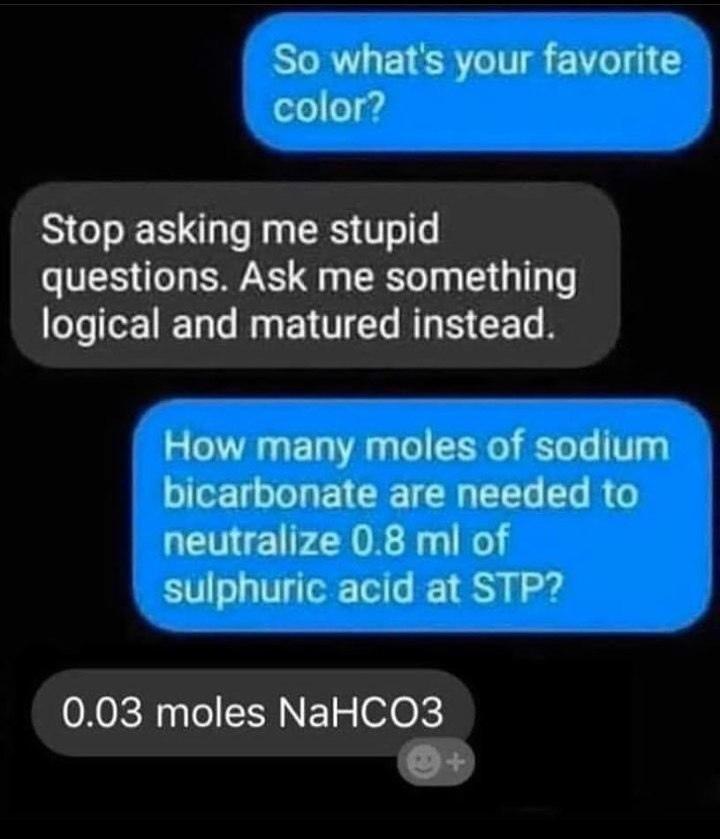 So what's your favorite
color?
Stop asking me stupid
questions. Ask me something
logical and matured instead.
How many moles of sodium
bicarbonate are needed to
neutralize 0.8 ml of
sulphuric acid at STP?
0.03 moles NaHCO3